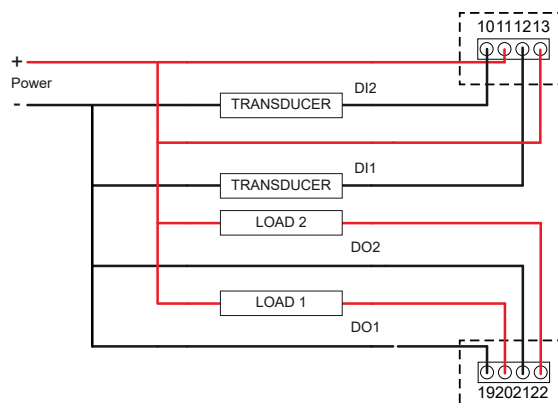 10111213
+
Power
-
DI2
TRANSDUCER
DI1
TRANSDUCER
LOAD 2
DO2
LOAD 1
DO1
19202122